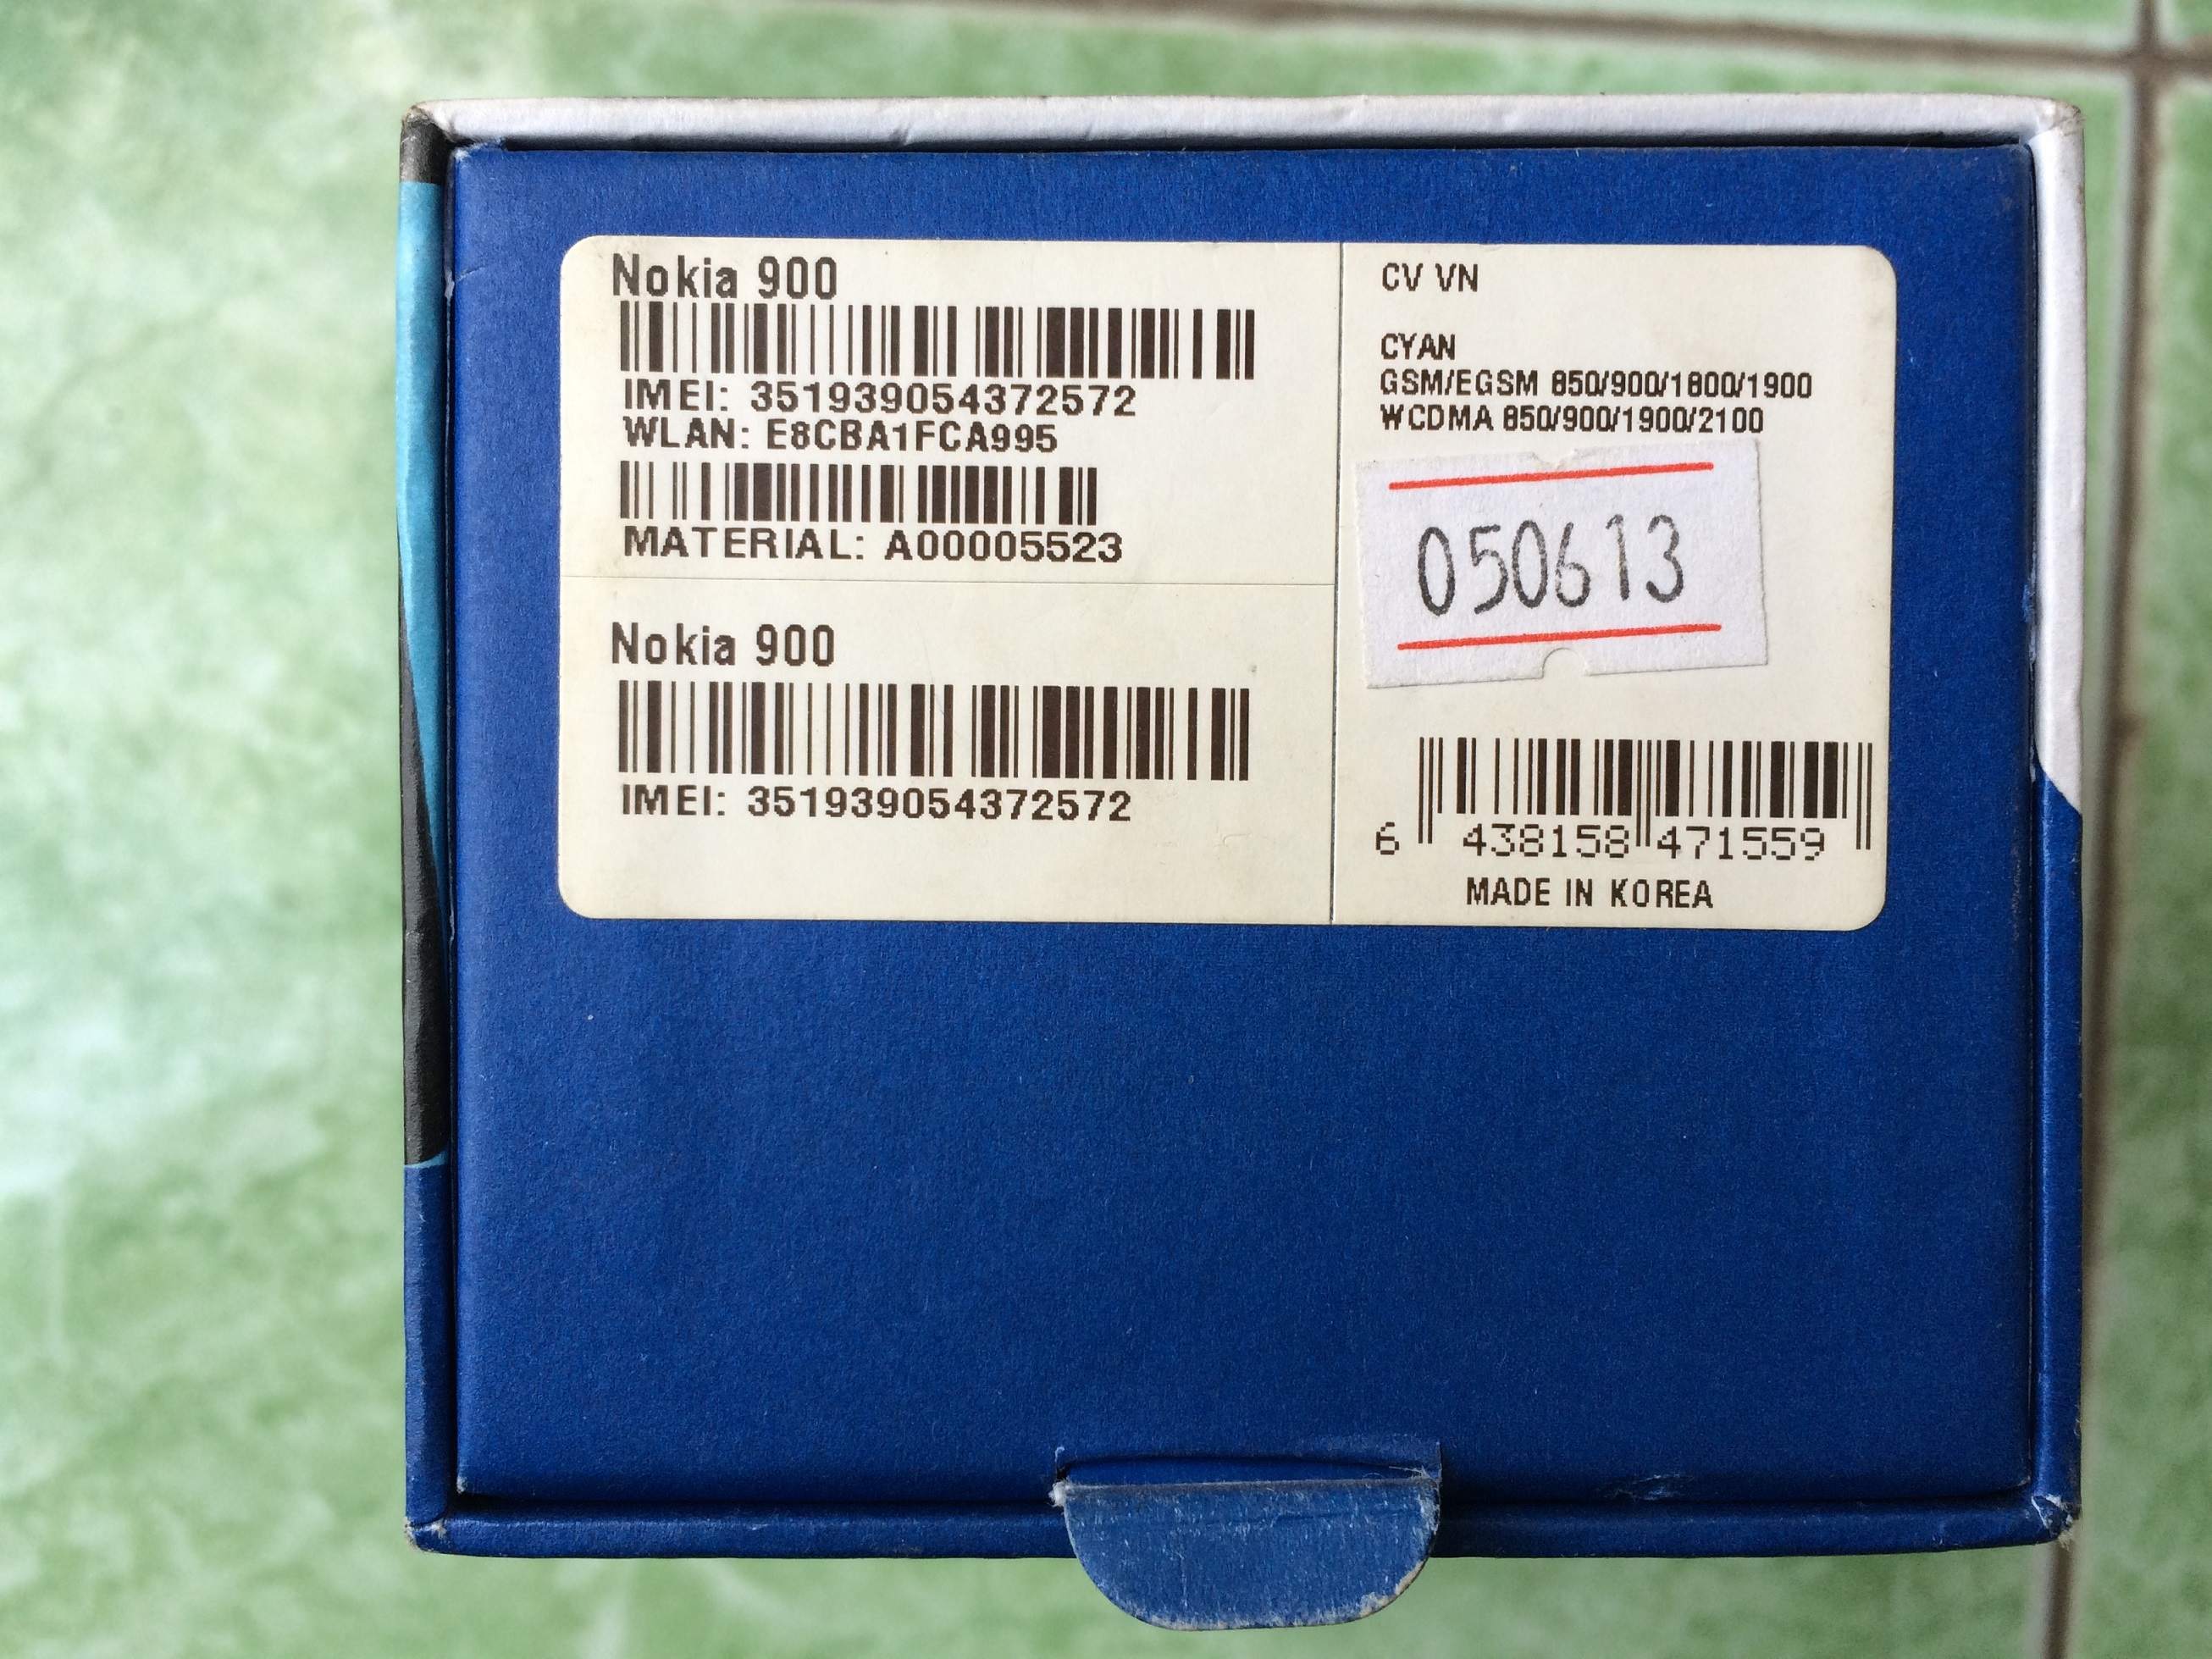 Nokia 900
IMEI: 351939054372572
WLAN: E8CBA1FCA995
MATERIAL: A00005523
Nokia 900
IMEI: 351939054372572
CV VN
CYAN
GSM/EGSM 850/900/1800/1900
WCDMA 850/900/1900/2100
050613
6 438158 471559
MADE IN KOREA